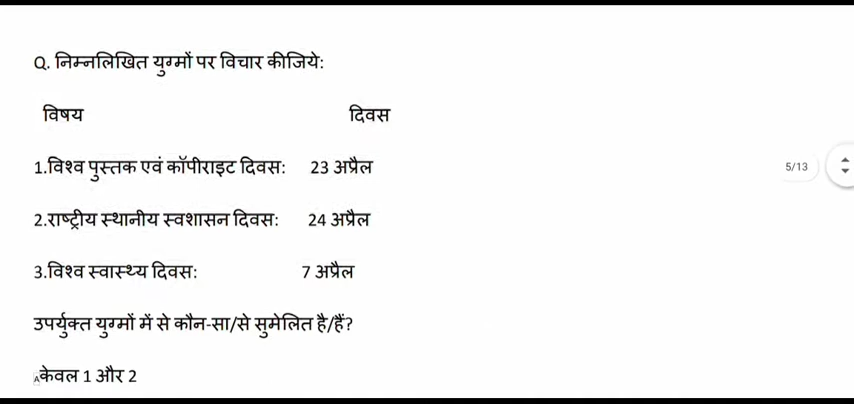 Q. निम्नलिखित युग्मों पर विचार कीजिये:
विषय दिवस
1.विश्व पुस्तक एवं कॉपीराइट दिवस: 23 अप्रैल
5/13
2.राष्ट्रीय स्थानीय स्वशासन दिवस: 24 अप्रैल
3.विश्व स्वास्थ्य दिवस: 7 अप्रैल
उपर्युक्त युग्मों में से कौन-सा/से सुमेलित है/हैं?
A केवल 1 और 2